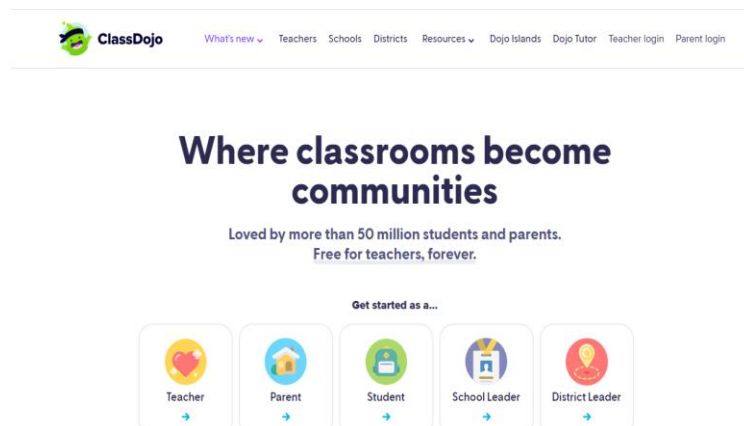 ClassDojo
What's new Teachers Schools Districts Resources Dojo Islands Dojo Tutor Teacher login Parent login
Where classrooms become
communities
Loved by more than 50 million students and parents.
Free for teachers, forever.
Get started as a...
Teacher Parent Student School Leader District Leader